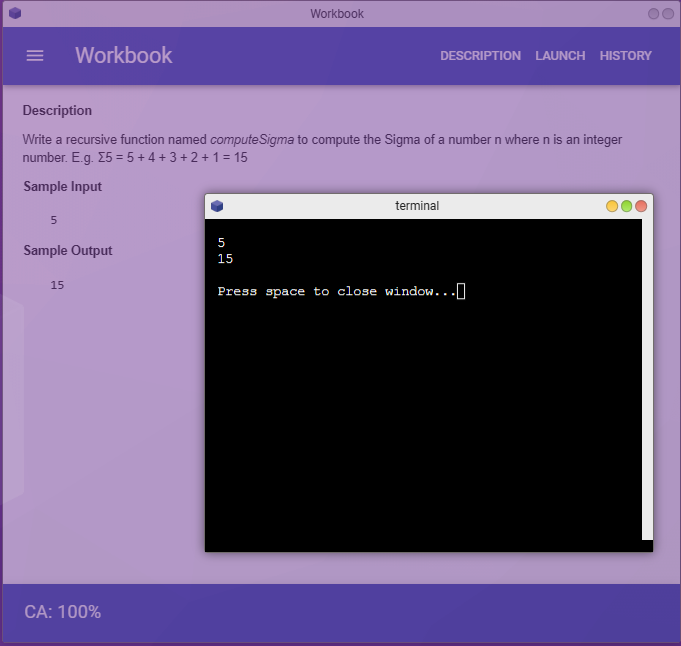 Workbook
Workbook
DESCRIPTION LAUNCH HISTORY
Description
Write a recursive function named computeSigma to compute the Sigma of a number n where n is an integer
number. E.g. Σ5 = 5 + 4 + 3 + 2 + 1 = 15
Sample Input
5
Sample Output
15
terminal
5
15
Press space to close window...
CA: 100%